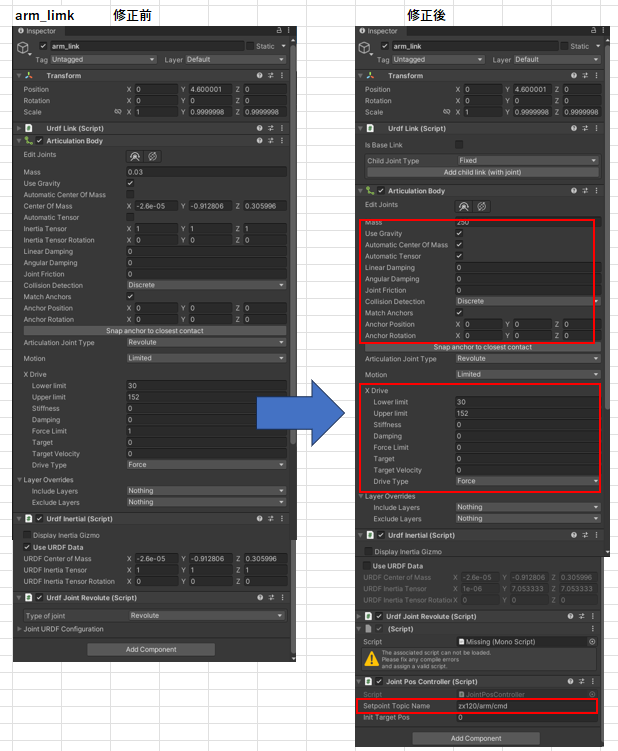 arm_limk 修正前
Inspector
arm_link Static
Tag Untagged Layer Default
Transform
Position X 0 Y 4.600001 Z 0
Rotation X 0 Y 0 Z 0
Scale X 1 Y 0.9999998 Z 0.9999998
Urdf Link (Script)
Articulation Body
Edit Joints
Mass 0.03
Use Gravity
Automatic Center Of Mass
Center Of Mass X -2.6e-05 Y -0.912806 Z 0.305996
Automatic Tensor
Inertia Tensor X 1 Y 1 Z 1
Inertia Tensor Rotation X 0 Y 0 Z 0
Linear Damping 0
Angular Damping 0
Joint Friction 0
Collision Detection Discrete
Match Anchors
Anchor Position X 0 Y 0 Z 0
Anchor Rotation X 0 Y 0 Z 0
Snap anchor to closest contact
Articulation Joint Type Revolute
Motion Limited
X Drive
Lower limit 30
Upper limit 152
Stiffness 0
Damping 0
Force Limit 1
Target 0
Target Velocity 0
Drive Type Force
Layer Overrides
Include Layers Nothing
Exclude Layers Nothing
Urdf Inertial (Script)
Display Inertia Gizmo
Use URDF Data
URDF Center of Mass X -2.6e-05 Y -0.912806 Z 0.305996
URDF Inertia Tensor X 1 Y 1 Z 1
URDF Inertia Tensor Rotation X 0 Y 0 Z 0
Urdf Joint Revolute (Script)
Type of joint Revolute
Joint URDF Configuration
Add Component
修正後
Inspector
arm_link Static
Tag Untagged Layer Default
Transform
Position X 0 Y 4.600001 Z 0
Rotation X 0 Y 0 Z 0
Scale X 1 Y 0.9999998 Z 0.9999998
Urdf Link (Script)
Is Base Link
Child Joint Type Fixed
Add child link (with joint)
Articulation Body
Edit Joints
Mass 250
Use Gravity
Automatic Center Of Mass
Automatic Tensor
Linear Damping 0
Angular Damping 0
Joint Friction 0
Collision Detection Discrete
Match Anchors
Anchor Position X 0 Y 0 Z 0
Anchor Rotation X 0 Y 0 Z 0
Snap anchor to closest contact
Articulation Joint Type Revolute
Motion Limited
X Drive
Lower limit 30
Upper limit 152
Stiffness 0
Damping 0
Force Limit 0
Target 0
Target Velocity 0
Drive Type Force
Layer Overrides
Include Layers Nothing
Exclude Layers Nothing
Urdf Inertial (Script)
Display Inertia Gizmo
Use URDF Data
URDF Center of Mass X -2.6e-05 Y -0.912806 Z 0.305996
URDF Inertia Tensor X 1e-06 Y 7.053333 Z 7.053333
URDF Inertia Tensor Rotation X 0 Y 0 Z 0
Urdf Joint Revolute (Script)
(Script)
Script Missing (Mono Script)
The associated script can not be loaded.
Please fix any compile errors
and assign a valid script.
Joint Pos Controller (Script)
Script JointPosController
Setpoint Topic Name zx120/arm/cmd
Init Target Pos 0
Add Component